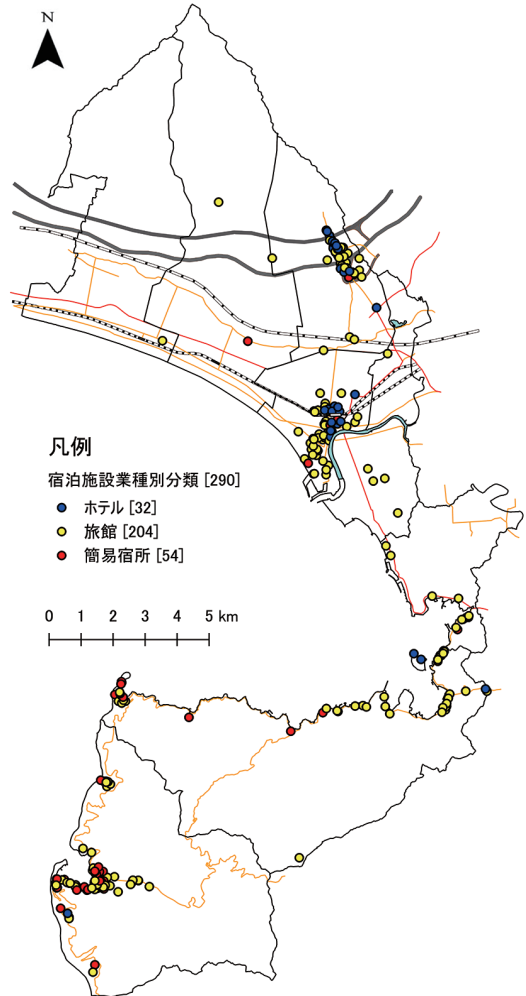 N
凡例
宿泊施設業種別分類 [290]
ホテル [32]
旅館 [204]
簡易宿所 [54]
0 1 2 3 4 5 km